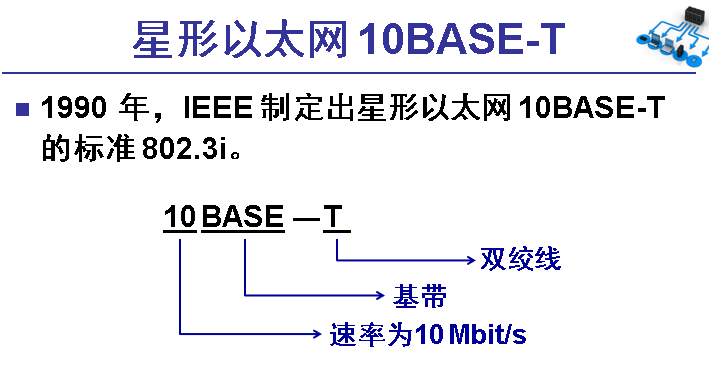 星形以太网 10BASE-T
1990 年，IEEE 制定出星形以太网 10BASE-T
的标准 802.3i。
10 BASE — T
双绞线
基带
速率为10 Mbit/s